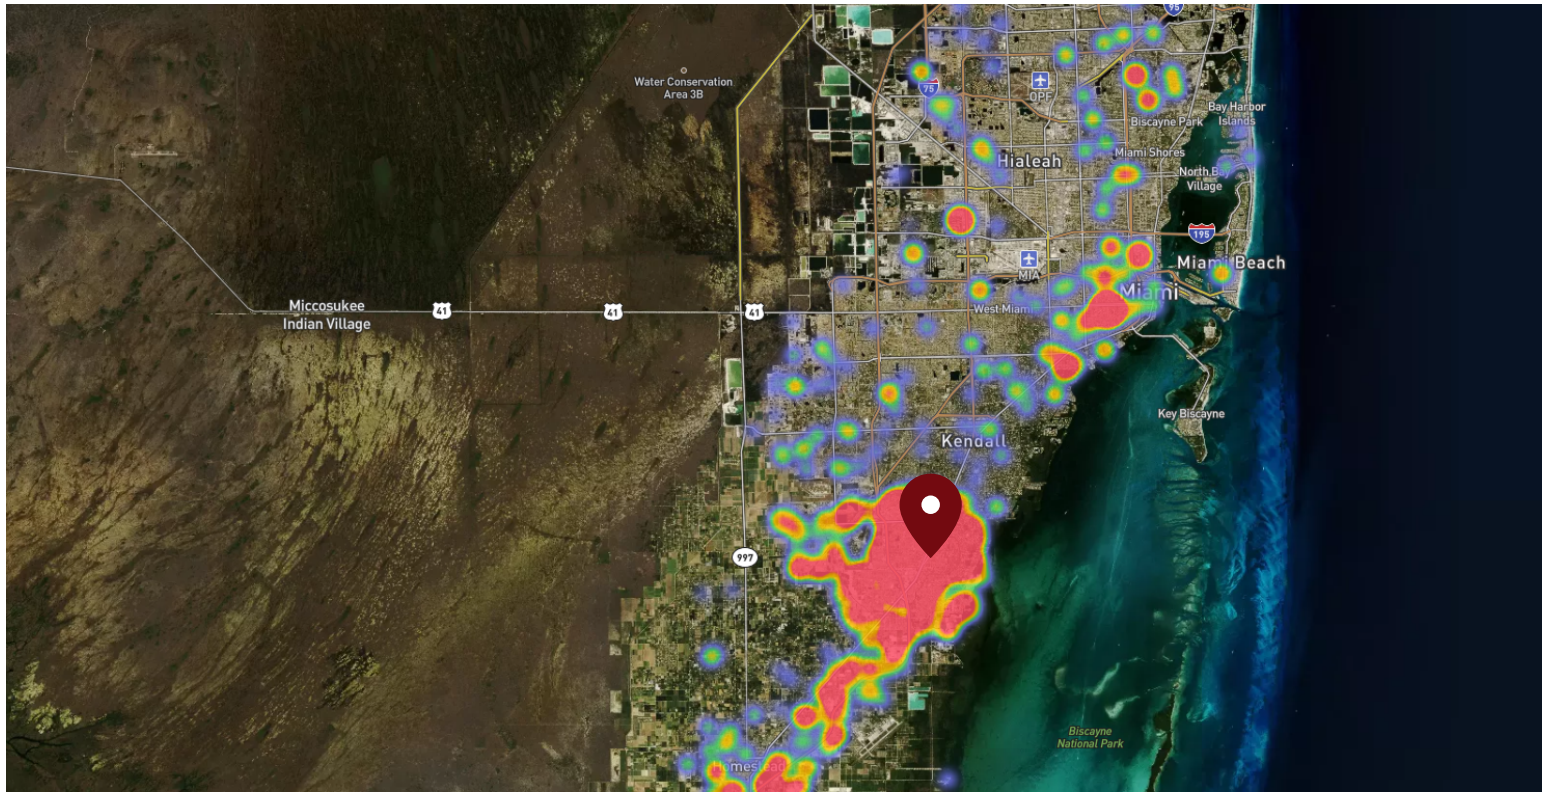 95
Water Conservation
Area 3B
75
OPF
Bay Harbor
Islands
Biscayne Park
Miami Shores
Hialeah
North Bay
Village
195
MIA
Miami Beach
Miami
Miccosukee
Indian Village
41
41
41
West Miami
Key Biscayne
Kendall
997
Biscayne
National Park
Homestead